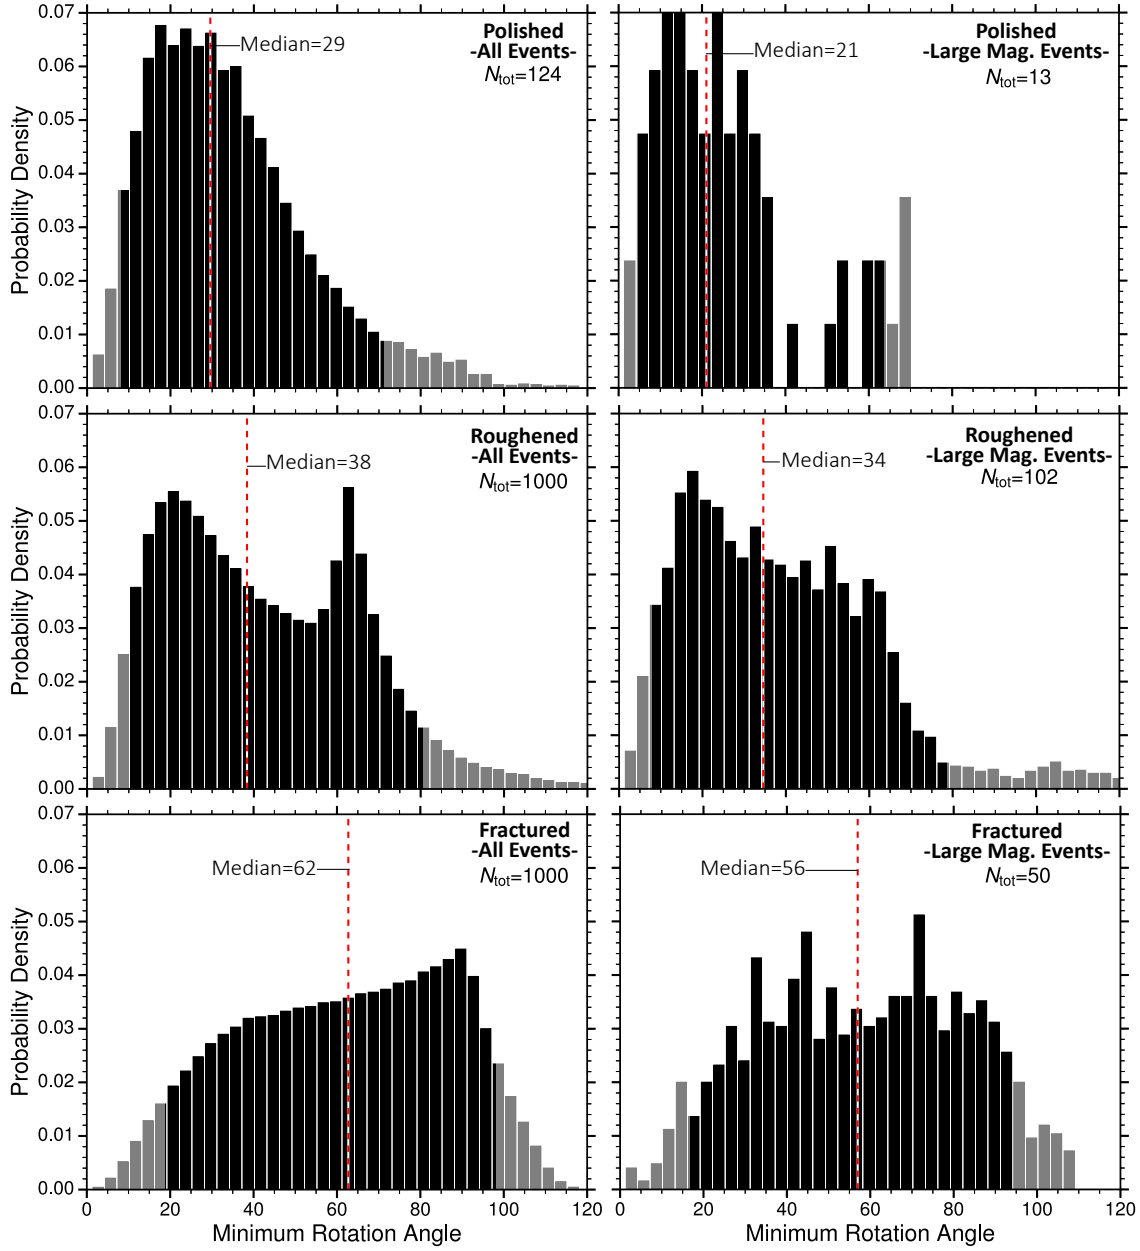 0.07
0.06
0.05
0.04
0.03
0.02
0.01
0.00
Probability Density
Median=29
Polished
-All Events-
Ntot=124
Median=21
Polished
-Large Mag. Events-
Ntot=13
0.07
0.06
0.05
0.04
0.03
0.02
0.01
0.00
Probability Density
Median=38
Roughened
-All Events-
Ntot=1000
Median=34
Roughened
-Large Mag. Events-
Ntot=102
0.07
0.06
0.05
0.04
0.03
0.02
0.01
0.00
Probability Density
Median=62
Fractured
-All Events-
Ntot=1000
Median=56
Fractured
-Large Mag. Events-
Ntot=50
0 20 40 60 80 100 120
Minimum Rotation Angle
0 20 40 60 80 100 120
Minimum Rotation Angle